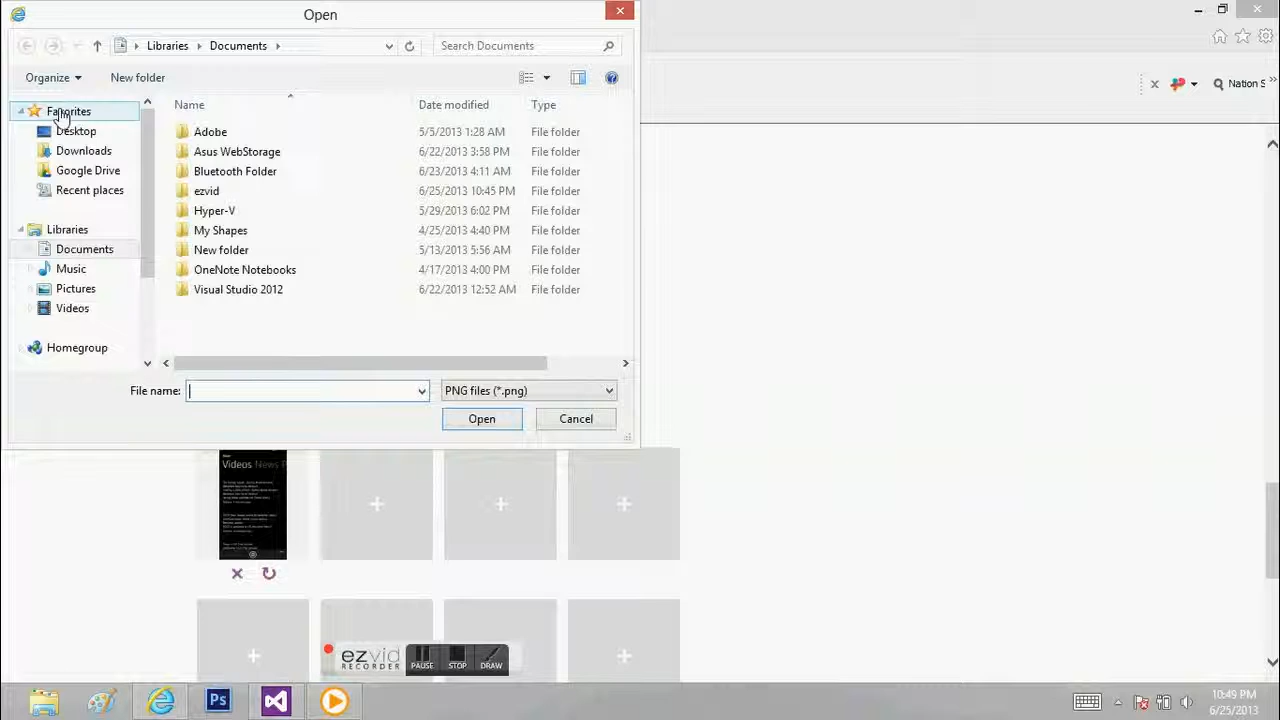 Open
Libraries Documents
Search Documents
Organize New folder
Name Date modified Type
Favorites
Desktop
Downloads
Google Drive
Recent places
Libraries
Documents
Music
Pictures
Videos
Homegroup
Adobe 5/5/2013 1:28 AM File folder
Asus WebStorage 6/22/2013 3:58 PM File folder
Bluetooth Folder 6/23/2013 4:11 AM File folder
ezvid 6/25/2013 10:45 PM File folder
Hyper-V 5/29/2013 6:02 PM File folder
My Shapes 4/25/2013 4:40 PM File folder
New folder 5/13/2013 5:56 AM File folder
OneNote Notebooks 4/17/2013 4:00 PM File folder
Visual Studio 2012 6/22/2013 12:52 AM File folder
File name: PNG files (*.png)
Open Cancel
Nation S
Videos News P
ezvid
RECORDER
PAUSE STOP DRAW
Ps
10:49 PM
6/25/2013